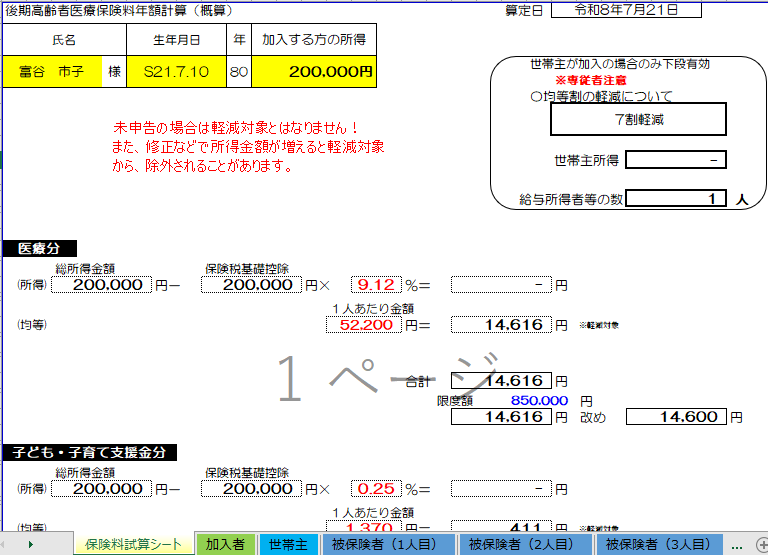 後期高齢者医療保険料年額計算（概算）
算定日 令和8年7月21日
氏名 生年月日 年 加入する方の所得
富谷 市子 様 S21.7.10 80 200,000円
世帯主が加入の場合のみ下段有効
※専従者注意
〇均等割の軽減について
7割軽減
未申告の場合は軽減対象とはなりません！
また、修正などで所得金額が増えると軽減対象
から、除外されることがあります。
世帯主所得 -
給与所得者等の数 1 人
医療分
総所得金額 保険税基礎控除
(所得) 200,000 円－ 200,000 円× 9.12 %＝ - 円
1人あたり金額
(均等) 52,200 円＝ 14,616 円 ※軽減対象
1 ページ
合計 14,616 円
限度額 850,000 円
14,616 円 改め 14,600 円
子ども・子育て支援金分
総所得金額 保険税基礎控除
(所得) 200,000 円－ 200,000 円× 0.25 %＝ - 円
1人あたり金額
(均等) 1,370 円＝ 411 円 ※軽減対象
保険料試算シート 加入者 世帯主 被保険者（1人目） 被保険者（2人目） 被保険者（3人目） ...